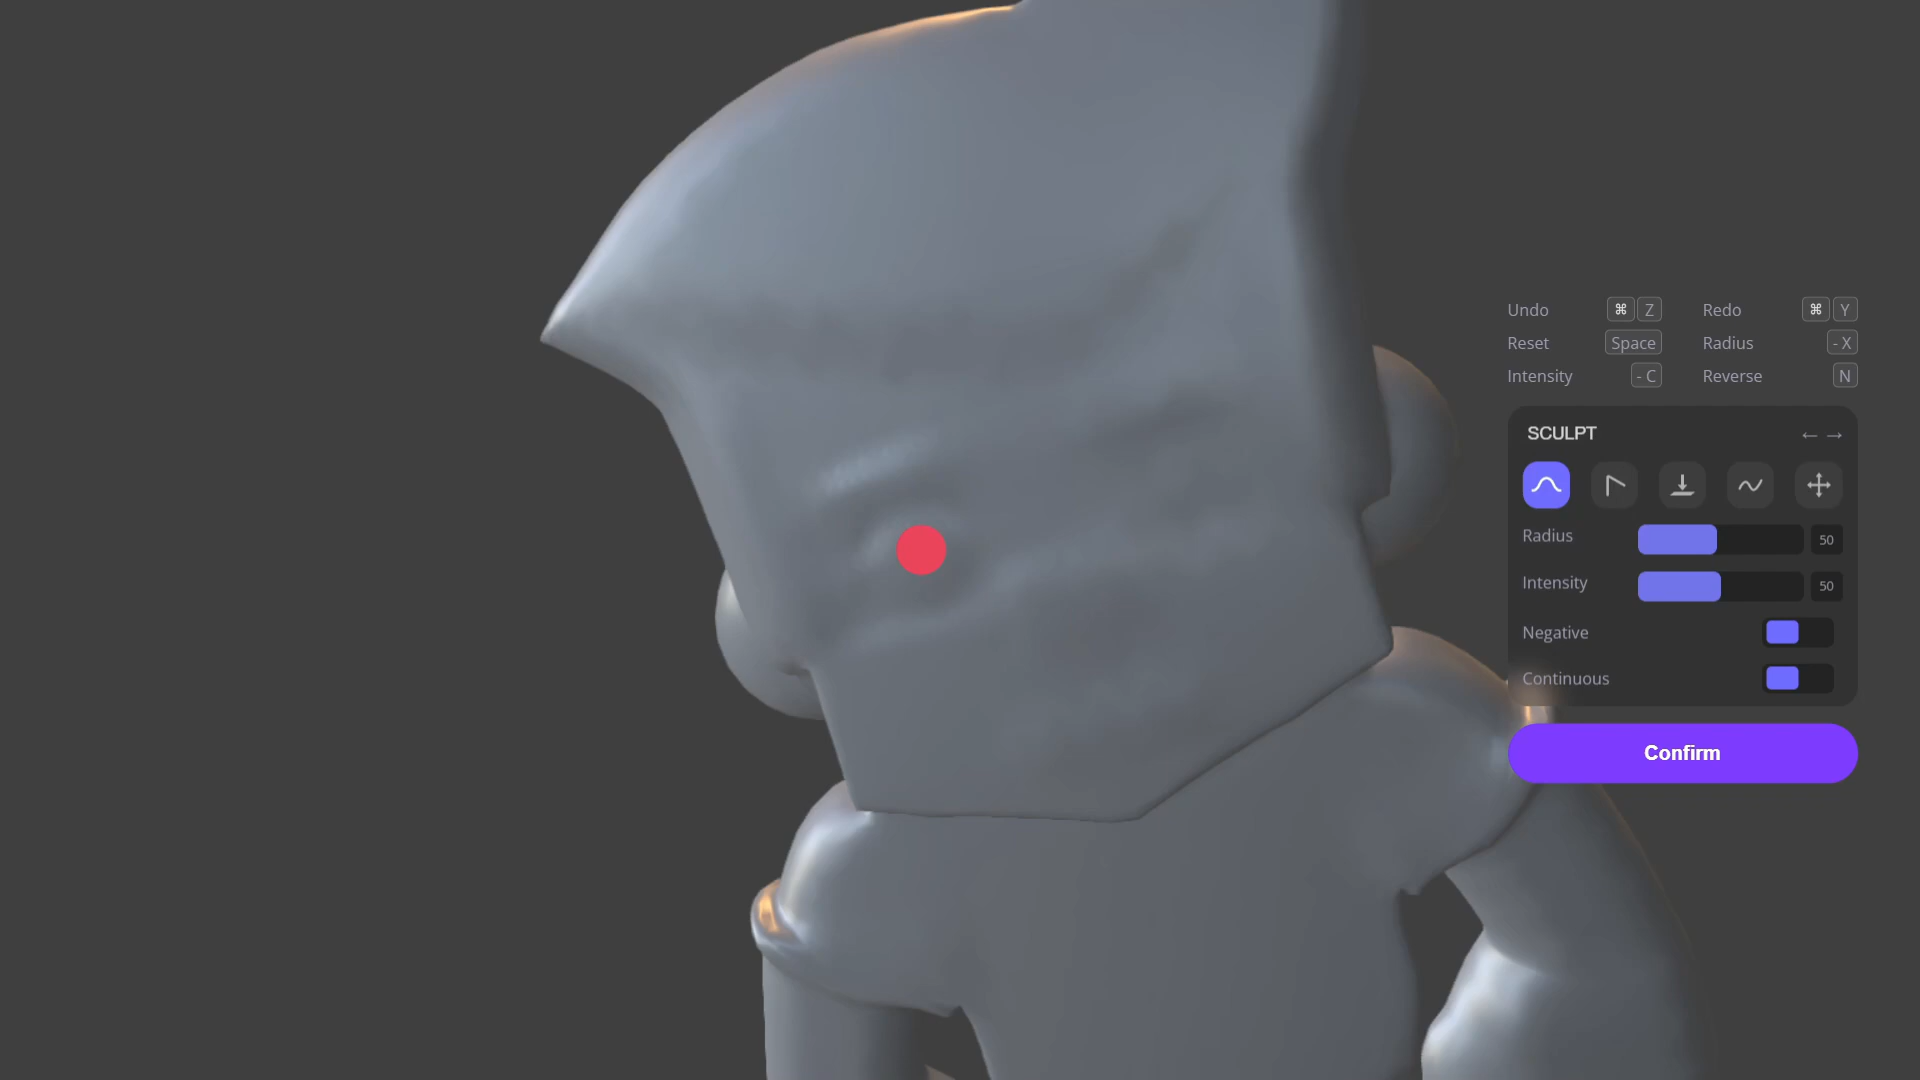 Undo ⌘ Z Redo ⌘ Y
Reset Space Radius - X
Intensity - C Reverse N
SCULPT ← →
Radius 50
Intensity 50
Negative
Continuous
Confirm